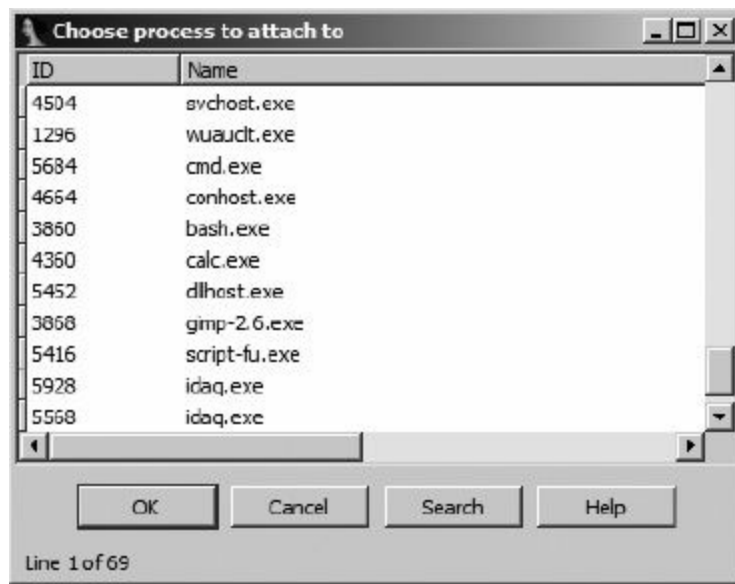 Choose process to attach to
ID Name
4504 svchost.exe
1296 wuauclt.exe
5684 cmd.exe
4664 conhost.exe
3860 bash.exe
4360 calc.exe
5452 dllhost.exe
3868 gimp-2.6.exe
5416 script-fu.exe
5928 idaq.exe
5568 idaq.exe
OK Cancel Search Help
Line 1 of 69